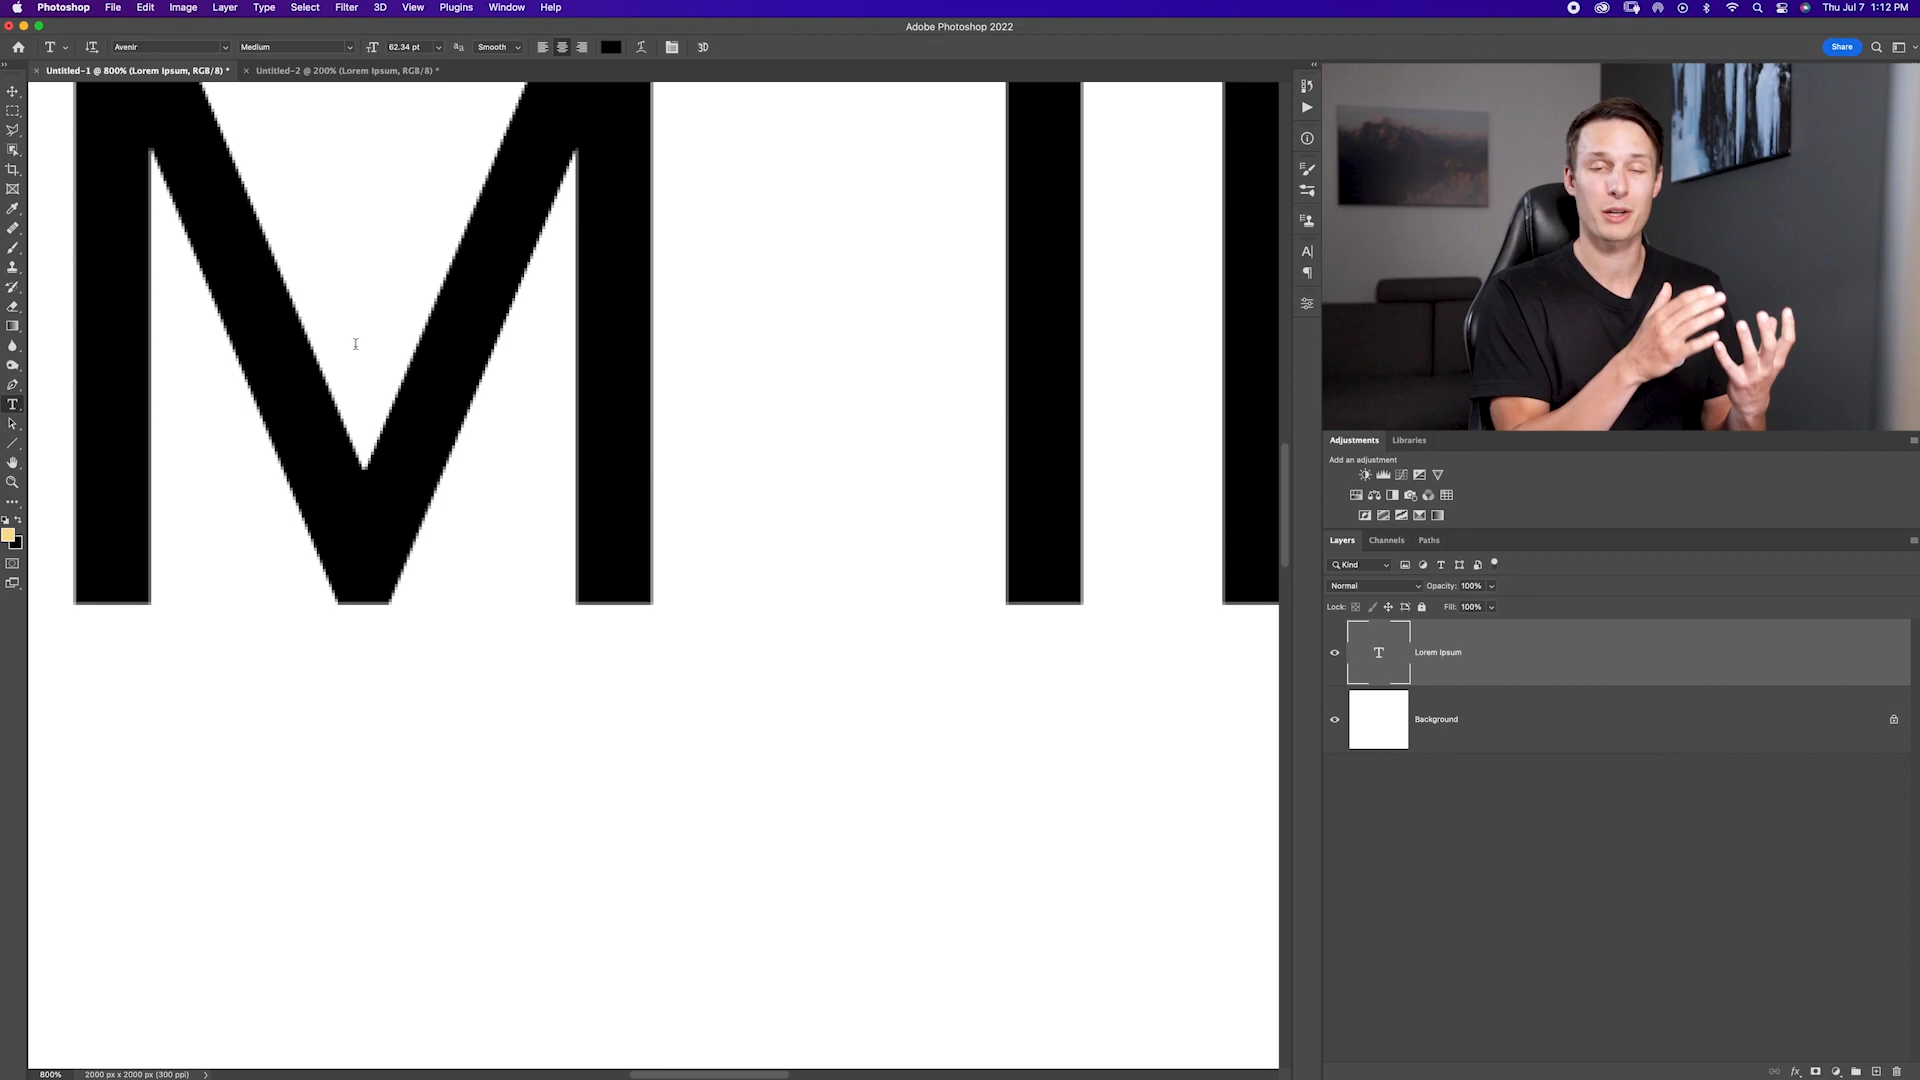 Photoshop File Edit Image Layer Type Select Filter 3D View Plugins Window Help Thu Jul 7 1:12 PM
Adobe Photoshop 2022
T Avenir Medium 62.34 pt Smooth 3D Share
Untitled-1 @ 800% (Lorem Ipsum, RGB/8) * Untitled-2 @ 200% (Lorem Ipsum, RGB/8) *
M
Adjustments Libraries
Add an adjustment
Layers Channels Paths
Kind
Normal Opacity: 100%
Lock: Fill: 100%
T Lorem Ipsum
Background
800% 2000 px x 2000 px (300 ppi)